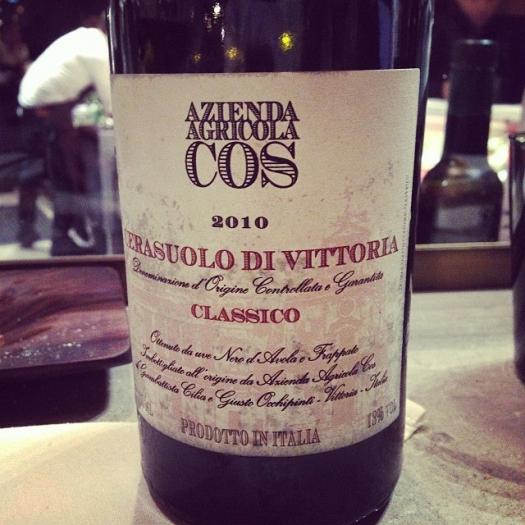 AZIENDA
AGRICOLA
COS
2010
ERASUOLO DI VITTORIA
Denominazione d'Origine Controllata e Garantita
CLASSICO
Ottenuto da uve Nero d'Avola e Frappato
Imbottigliato all'origine da Azienda Agricola Cos
Giambattista Cilia e Giusto Occhipinti - Vittoria - Italia
13% VOL
PRODOTTO IN ITALIA